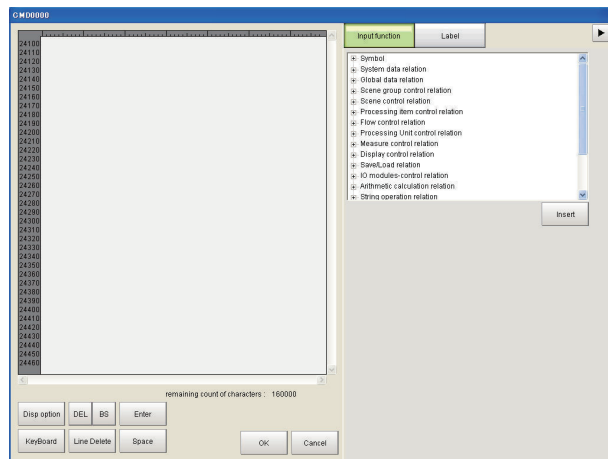 CMD0000
Input function
Label
24100
24110
24120
24130
24140
24150
24160
24170
24180
24190
24200
24210
24220
24230
24240
24250
24260
24270
24280
24290
24300
24310
24320
24330
24340
24350
24360
24370
24380
24390
24400
24410
24420
24430
24440
24450
24460
Symbol
System data relation
Global data relation
Scene group control relation
Scene control relation
Processing item control relation
Flow control relation
Processing Unit control relation
Measure control relation
Display control relation
Save/Load relation
IO modules-control relation
Arithmetic calculation relation
String operation relation
Insert
remaining count of characters : 160000
Disp option
DEL
BS
Enter
KeyBoard
Line Delete
Space
OK
Cancel